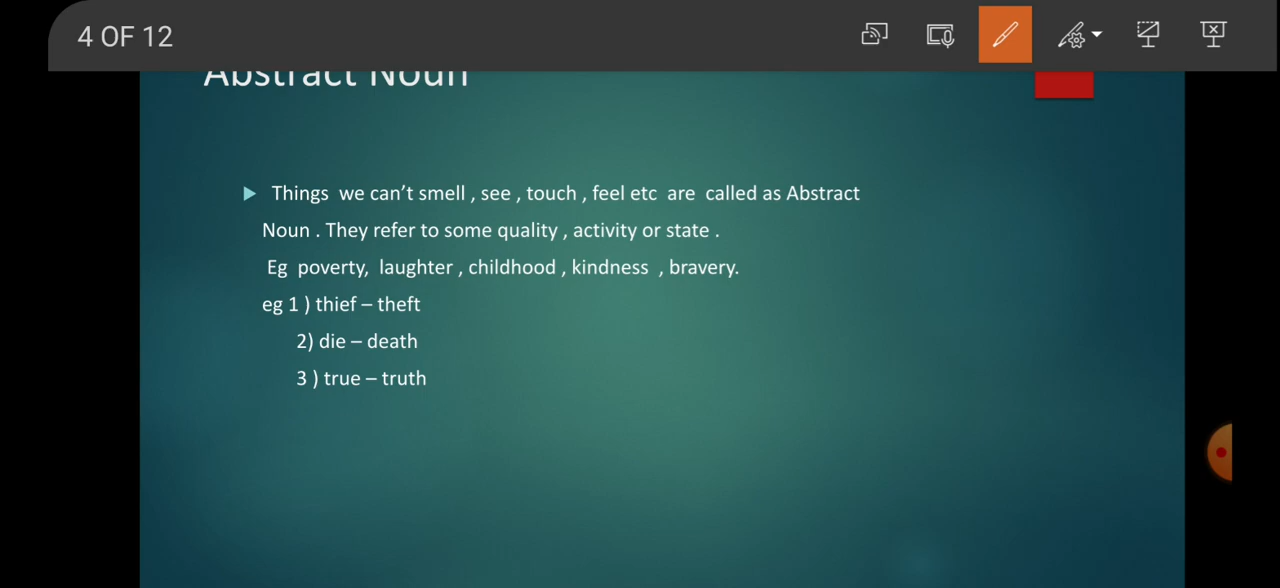 4 OF 12
Abstract Noun
Things we can't smell , see , touch , feel etc are called as Abstract
Noun . They refer to some quality , activity or state .
Eg poverty, laughter , childhood , kindness , bravery.
eg 1 ) thief – theft
2) die – death
3 ) true – truth